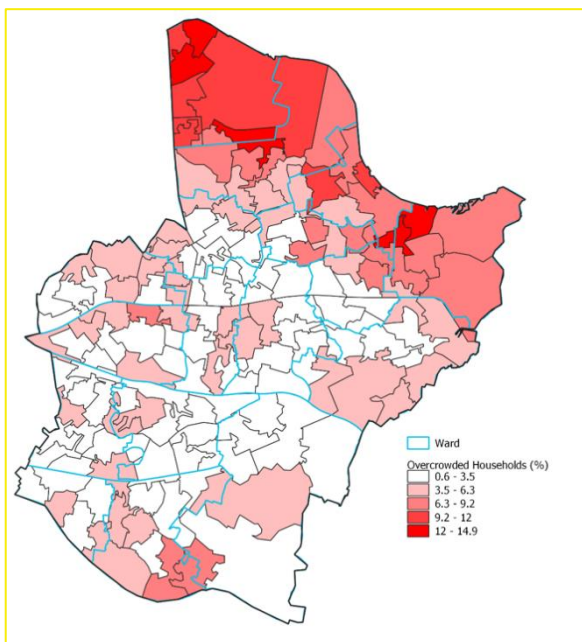 Ward
Overcrowded Households (%)
0.6 - 3.5
3.5 - 6.3
6.3 - 9.2
9.2 - 12
12 - 14.9